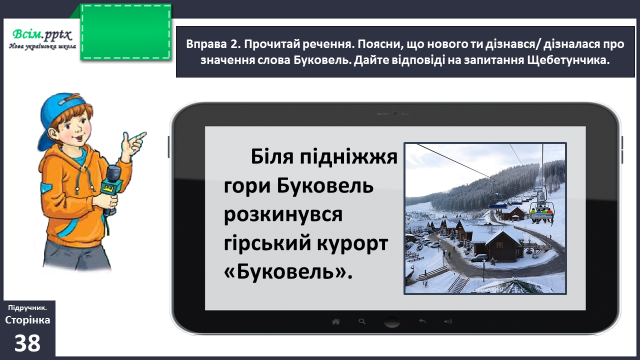 Всім.pptx
Нова українська школа
Вправа 2. Прочитай речення. Поясни, що нового ти дізнався/ дізналася про
значення слова Буковель. Дайте відповіді на запитання Щебетунчика.
Біля підніжжя
гори Буковель
розкинувся
гірський курорт
«Буковель».
Підручник.
Сторінка
38